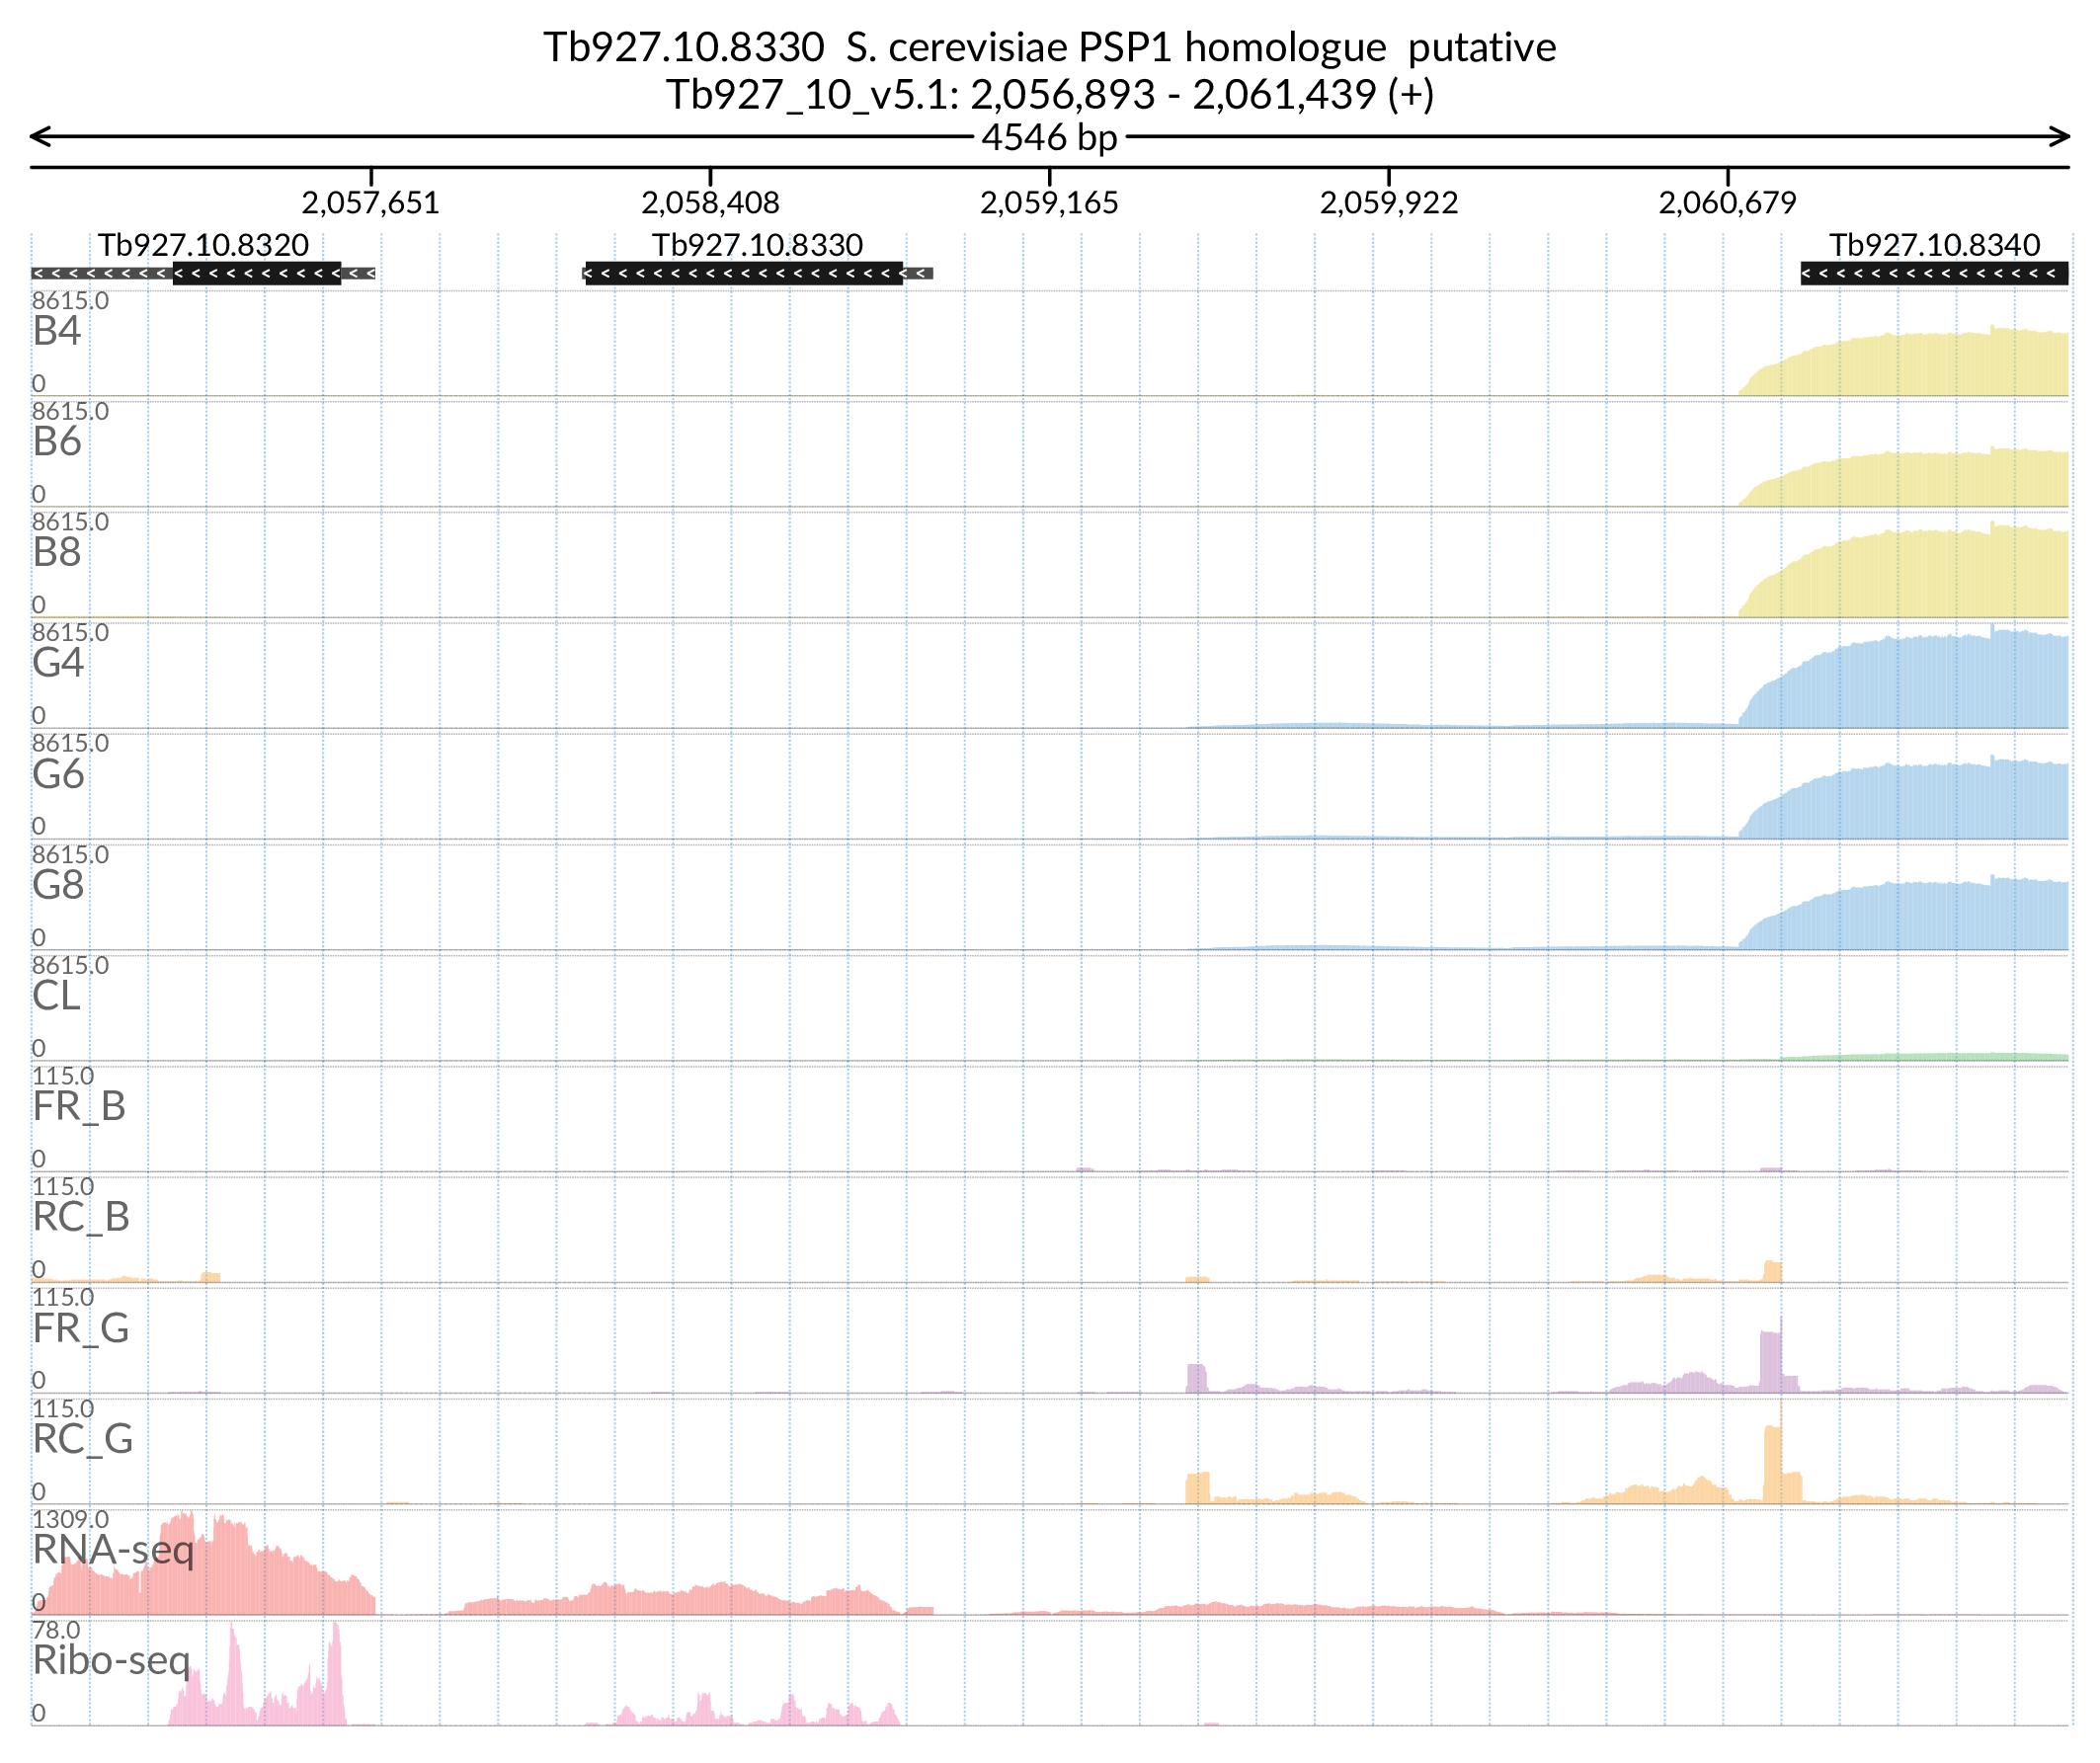 Tb927.10.8330  S. cerevisiae PSP1 homologue  putative
Tb927_10_v5.1: 2,056,893 - 2,061,439 (+)
4546 bp
2,057,651 2,058,408 2,059,165 2,059,922 2,060,679
Tb927.10.8320 Tb927.10.8330 Tb927.10.8340
8615.0
B4
0
8615.0
B6
0
8615.0
B8
0
8615.0
G4
0
8615.0
G6
0
8615.0
G8
0
8615.0
CL
0
115.0
FR_B
0
115.0
RC_B
0
115.0
FR_G
0
115.0
RC_G
0
1309.0
RNA-seq
0
78.0
Ribo-seq
0